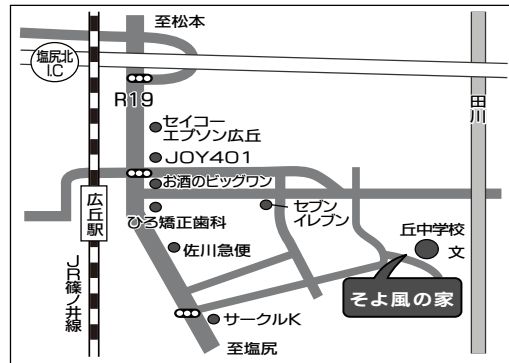 至松本
塩尻北
I.C
R19
セイコー
エプソン広丘
JOY401
お酒のビッグワン
田川
広丘駅
ひろ矯正歯科
セブン
イレブン
丘中学校
文
佐川急便
JR篠ノ井線
そよ風の家
サークルK
至塩尻